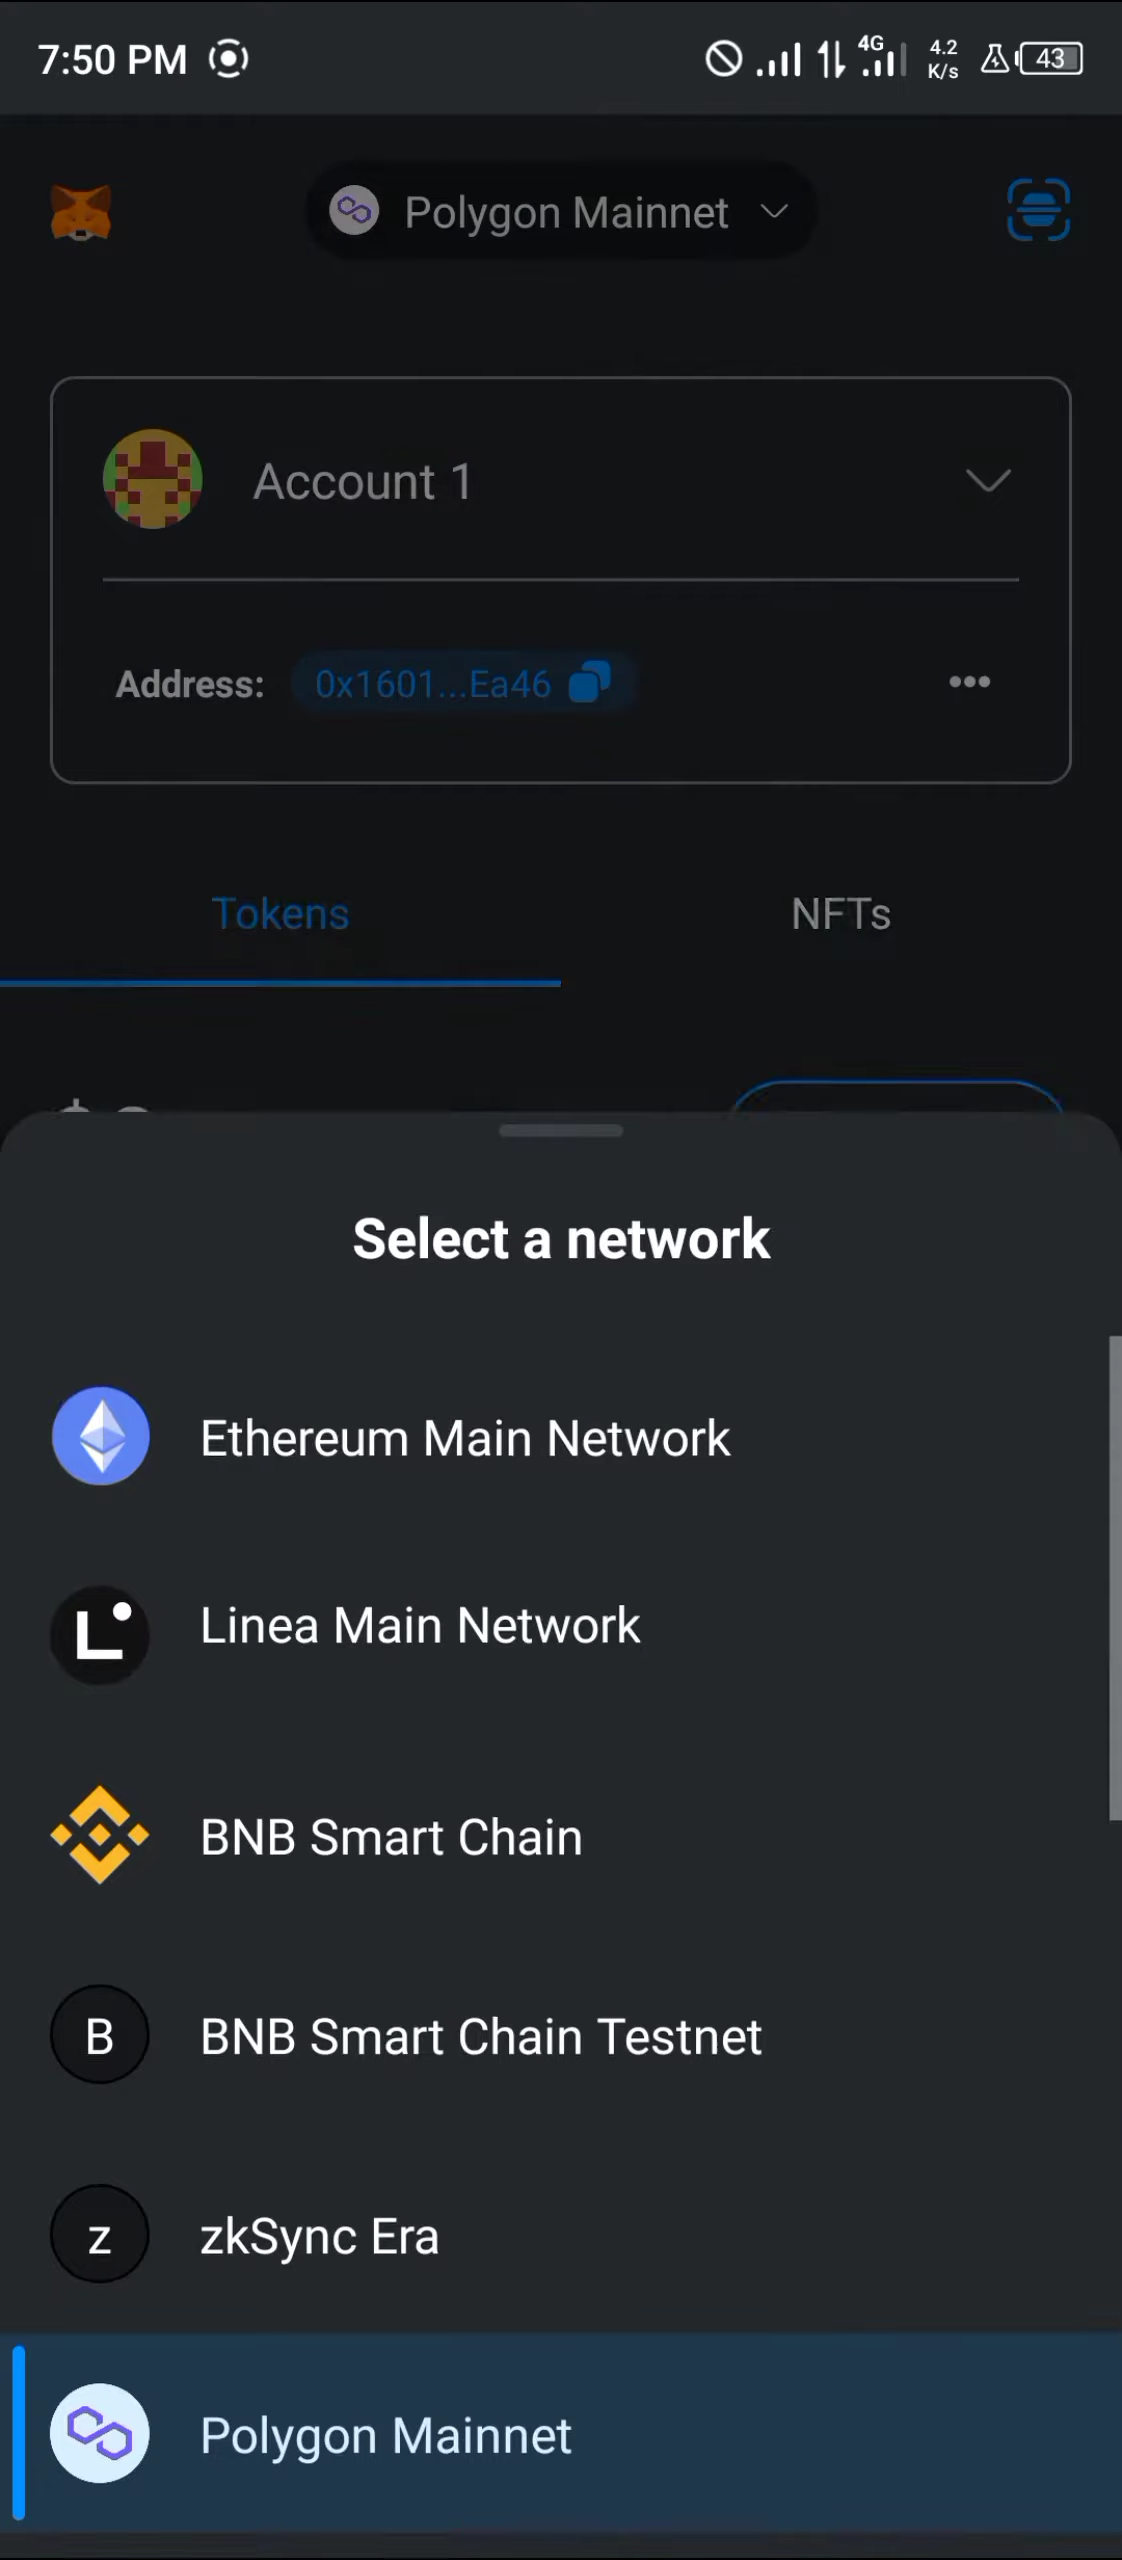 7:50 PM
4G
4.2
K/s
43
Polygon Mainnet
Account 1
Address: 0x1601...Ea46
Tokens
NFTs
Select a network
Ethereum Main Network
Linea Main Network
BNB Smart Chain
B
BNB Smart Chain Testnet
z
zkSync Era
Polygon Mainnet